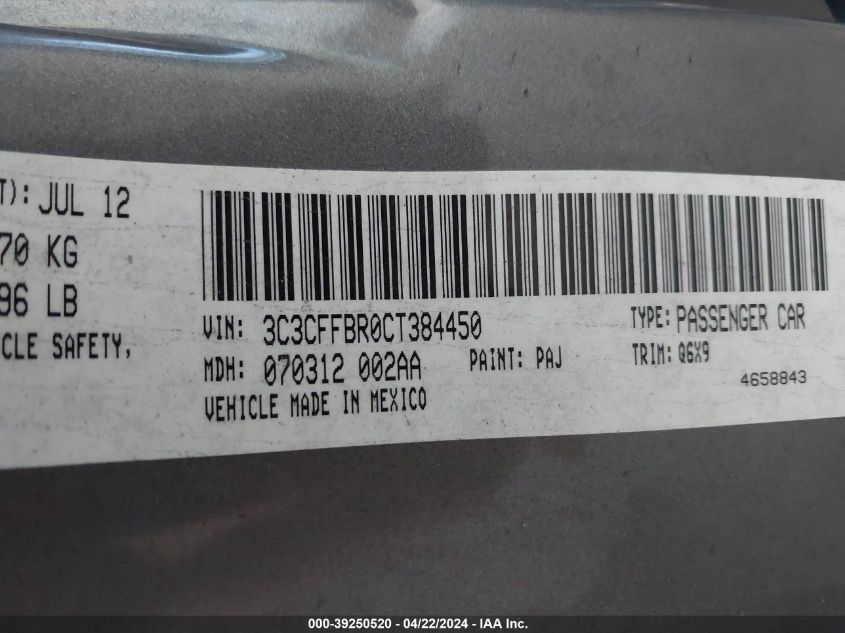 T): JUL 12
70 KG
96 LB
CLE SAFETY,
VIN: 3C3CFFBR0CT384450
TYPE: PASSENGER CAR
MDH: 070312 002AA
PAINT: PAJ
TRIM: Q6X9
VEHICLE MADE IN MEXICO
4658843
000-39250520 - 04/22/2024 - IAA Inc.